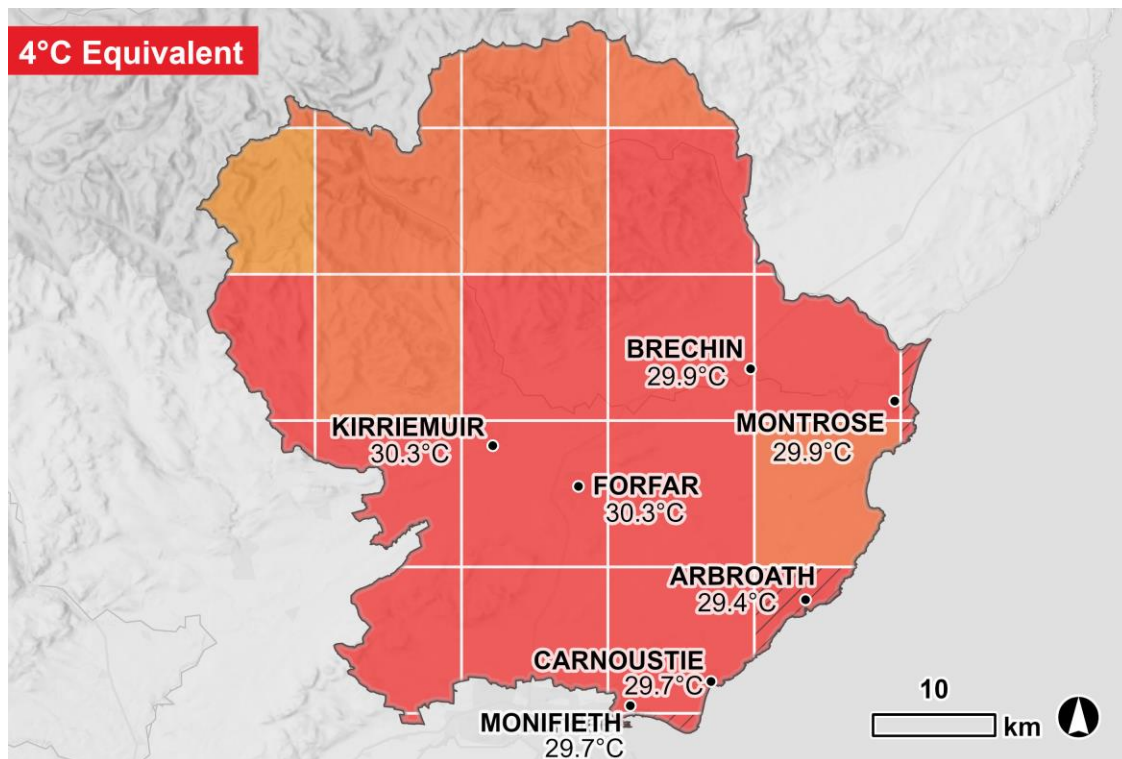 4°C Equivalent
BRECHIN
29.9°C
MONTROSE
29.9°C
KIRRIEMUIR
30.3°C
FORFAR
30.3°C
ARBROATH
29.4°C
CARNOUSTIE
29.7°C
MONIFIETH
29.7°C
10
km